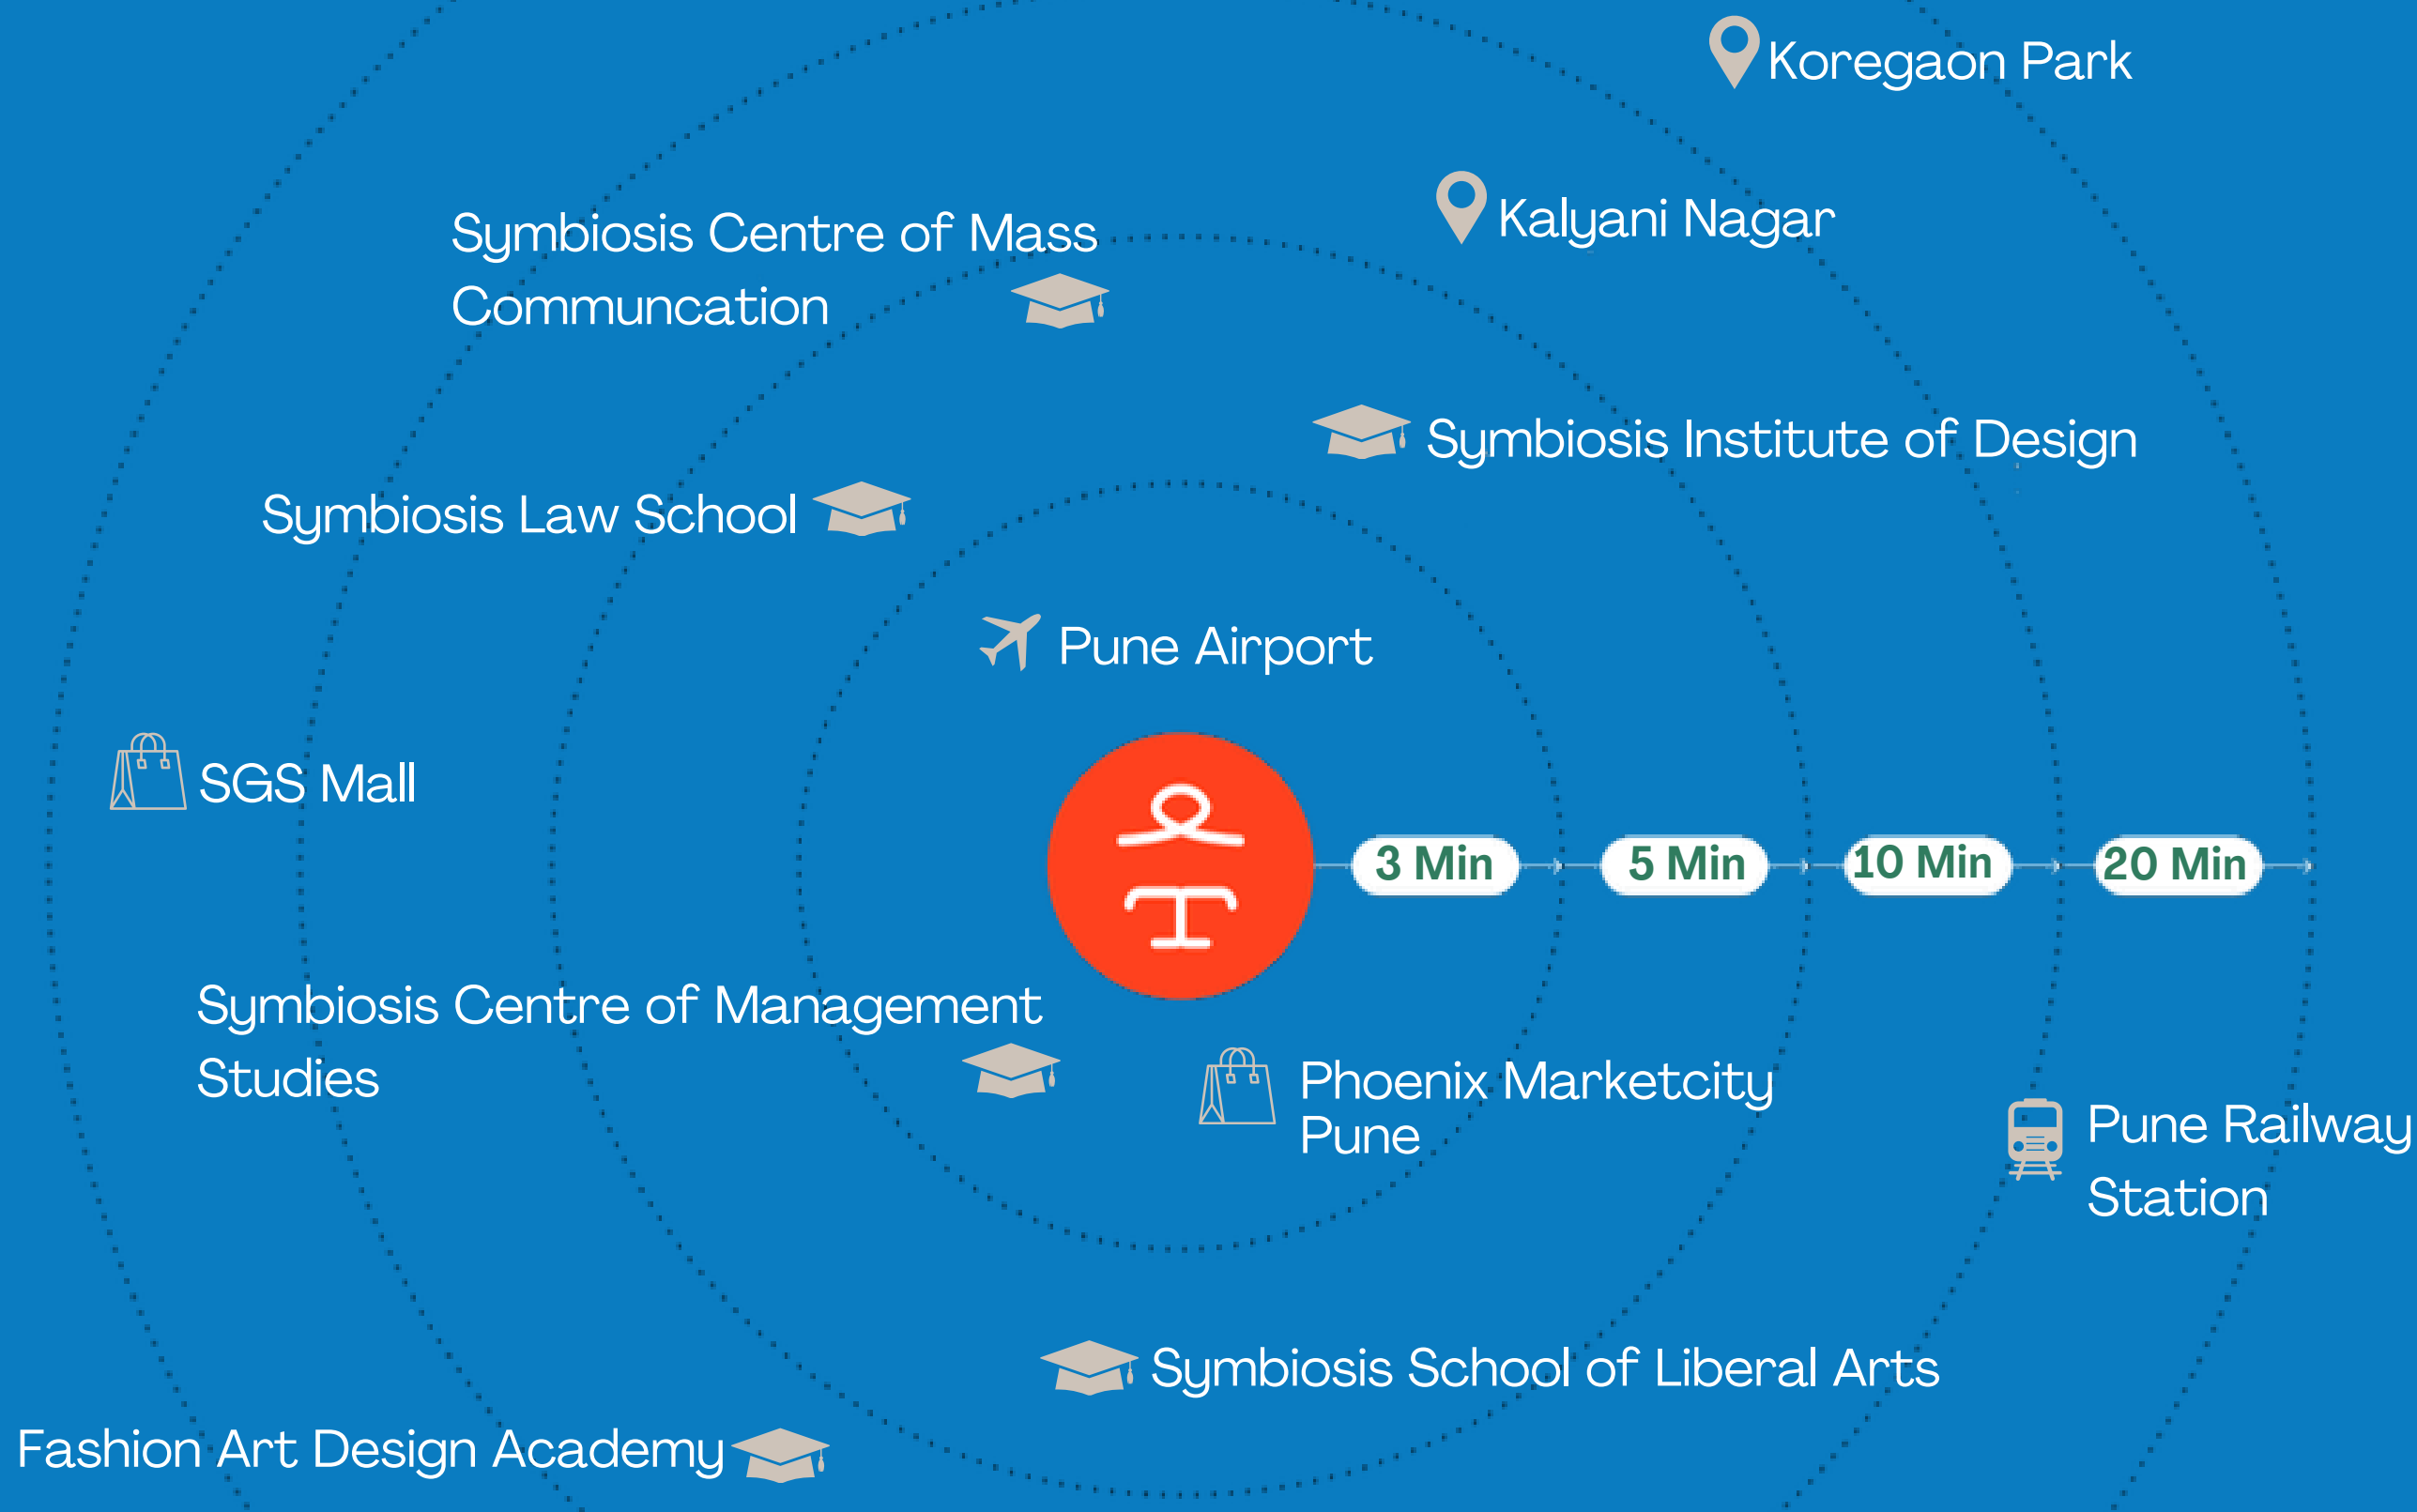 Koregaon Park
Kalyani Nagar
Symbiosis Centre of Mass
Communcation
Symbiosis Institute of Design
Symbiosis Law School
Pune Airport
SGS Mall
3 Min
5 Min
10 Min
20 Min
Symbiosis Centre of Management
Studies
Phoenix Marketcity
Pune
Pune Railway
Station
Symbiosis School of Liberal Arts
Fashion Art Design Academy